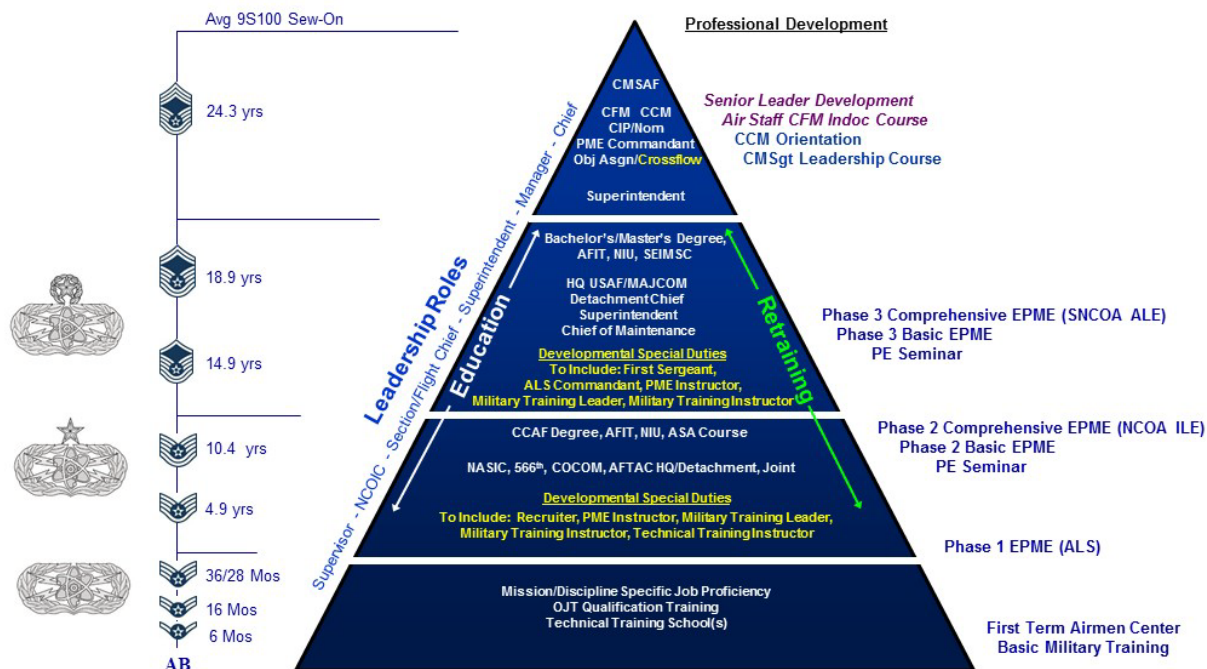 Avg 9S100 Sew-On
24.3 yrs
18.9 yrs
14.9 yrs
10.4 yrs
4.9 yrs
36/28 Mos
16 Mos
6 Mos
AB
Supervisor - NCOIC - Section/Flight Chief - Superintendent - Manager - Chief
Leadership Roles
Education
Retraining
CMSAF
CFM CCM
CIP/Nom
PME Commandant
Obj Asgn/Crossflow
Superintendent
Bachelor's/Master's Degree,
AFIT, NIU, SEIMSC
HQ USAF/MAJCOM
Detachment Chief
Superintendent
Chief of Maintenance
Developmental Special Duties
To Include: First Sergeant,
ALS Commandant, PME Instructor,
Military Training Leader, Military Training Instructor
CCAF Degree, AFIT, NIU, ASA Course
NASIC, 566th, COCOM, AFTAC HQ/Detachment, Joint
Developmental Special Duties
To Include: Recruiter, PME Instructor, Military Training Leader,
Military Training Instructor, Technical Training Instructor
Mission/Discipline Specific Job Proficiency
OJT Qualification Training
Technical Training School(s)
Professional Development
Senior Leader Development
Air Staff CFM Indoc Course
CCM Orientation
CMSgt Leadership Course
Phase 3 Comprehensive EPME (SNCOA ALE)
Phase 3 Basic EPME
PE Seminar
Phase 2 Comprehensive EPME (NCOA ILE)
Phase 2 Basic EPME
PE Seminar
Phase 1 EPME (ALS)
First Term Airmen Center
Basic Military Training